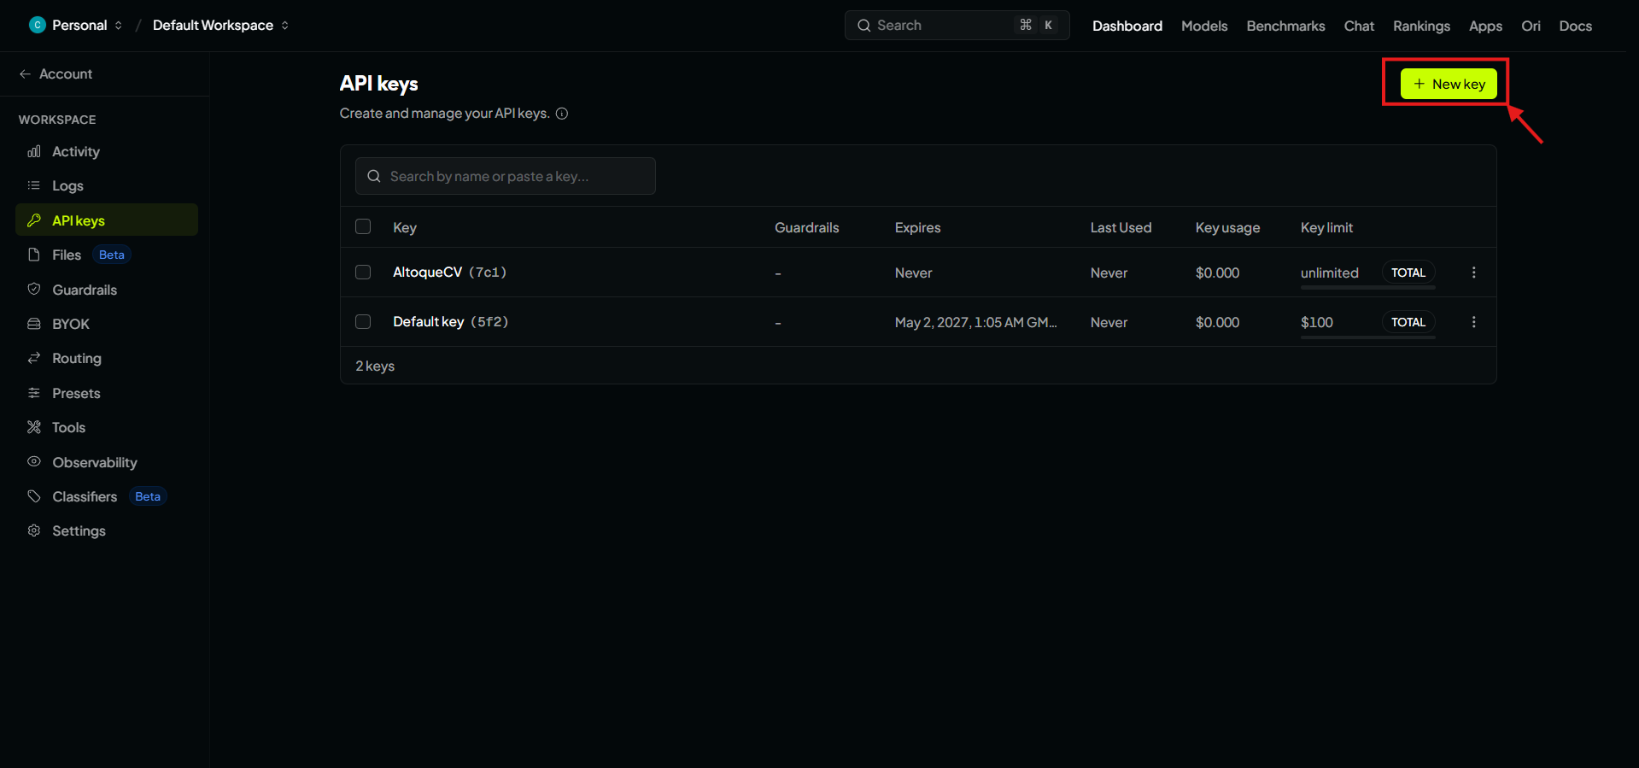 C Personal / Default Workspace
Search ⌘ K
Dashboard Models Benchmarks Chat Rankings Apps Ori Docs
← Account
WORKSPACE
Activity
Logs
API keys
Files Beta
Guardrails
BYOK
Routing
Presets
Tools
Observability
Classifiers Beta
Settings
API keys
+ New key
Create and manage your API keys.
Search by name or paste a key...
Key Guardrails Expires Last Used Key usage Key limit
AltoqueCV (7c1) - Never Never $0.000 unlimited TOTAL
Default key (5f2) - May 2, 2027, 1:05 AM GM... Never $0.000 $100 TOTAL
2 keys